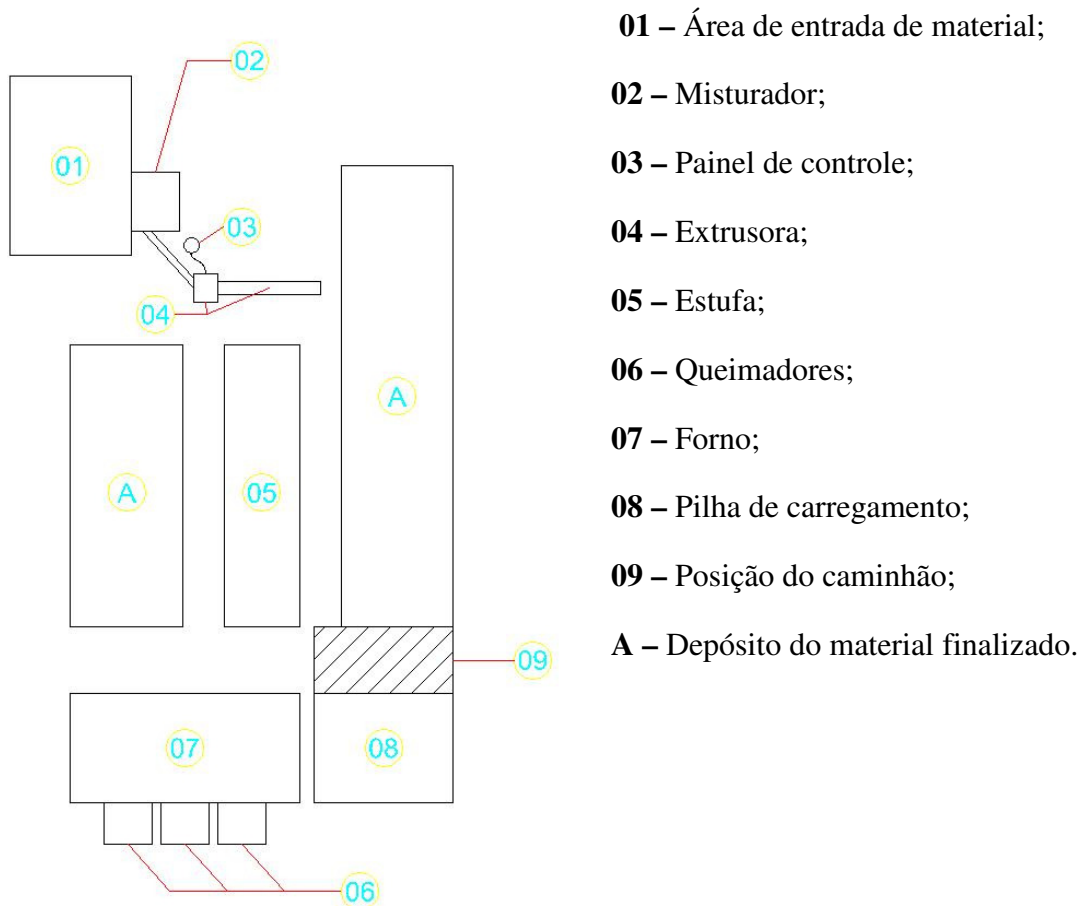 01 – Área de entrada de material;
02
02 – Misturador;
01
03 – Painel de controle;
03
04 – Extrusora;
04
05 – Estufa;
06 – Queimadores;
A
07 – Forno;
A
05
08 – Pilha de carregamento;
09 – Posição do caminhão;
A – Depósito do material finalizado.
09
07
08
06